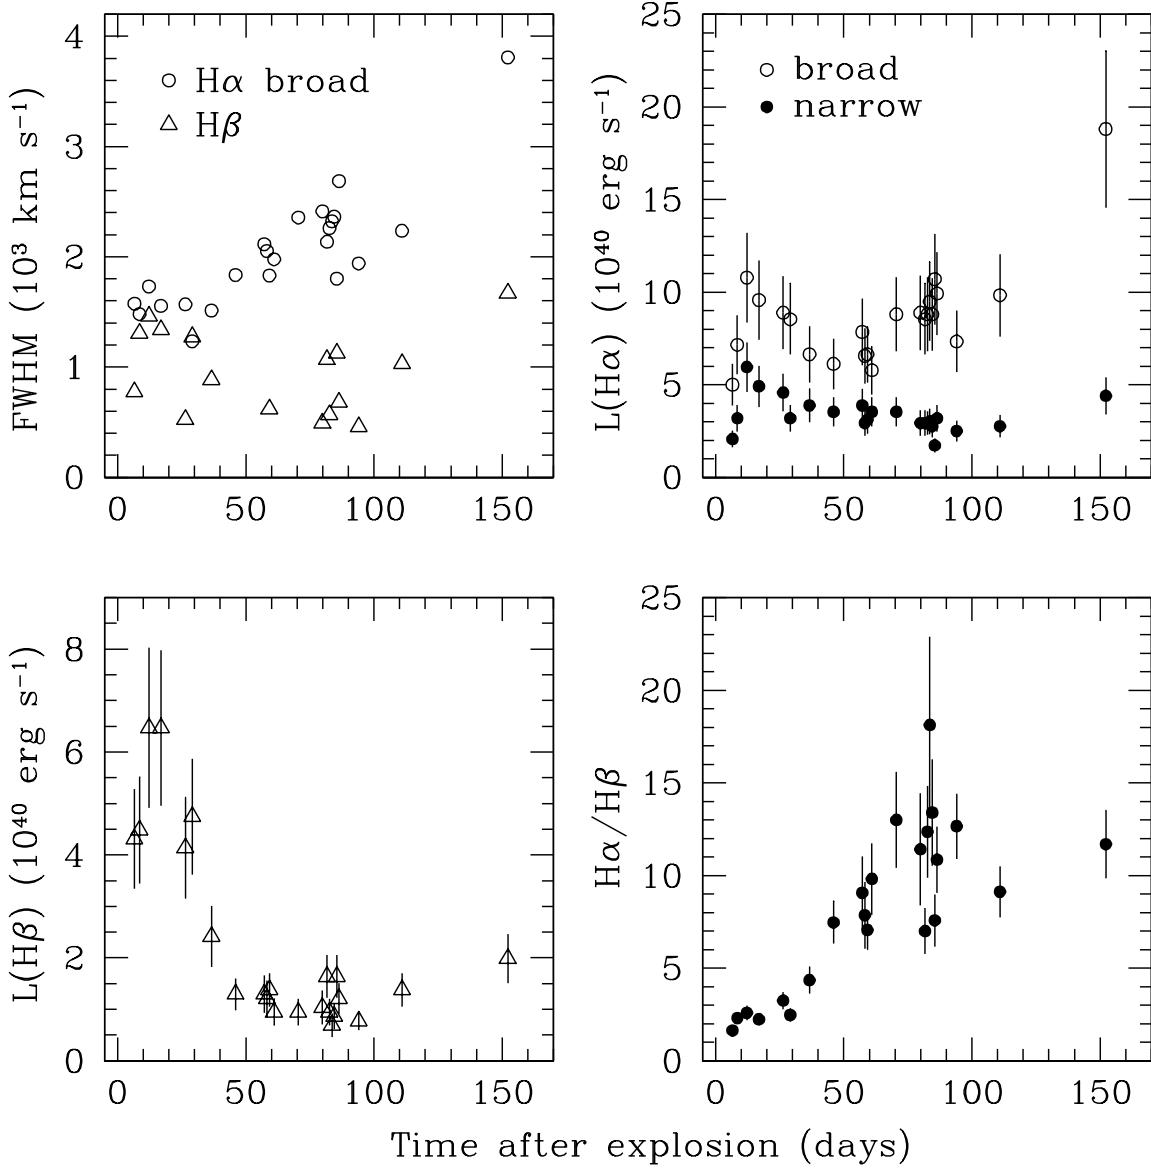 FWHM (10³ km s⁻¹)
4
3
2
1
0
Hα broad
Hβ
0 50 100 150
L(Hα) (10⁴⁰ erg s⁻¹)
25
20
15
10
5
0
broad
narrow
0 50 100 150
L(Hβ) (10⁴⁰ erg s⁻¹)
8
6
4
2
0
0 50 100 150
Hα/Hβ
25
20
15
10
5
0
0 50 100 150
Time after explosion (days)